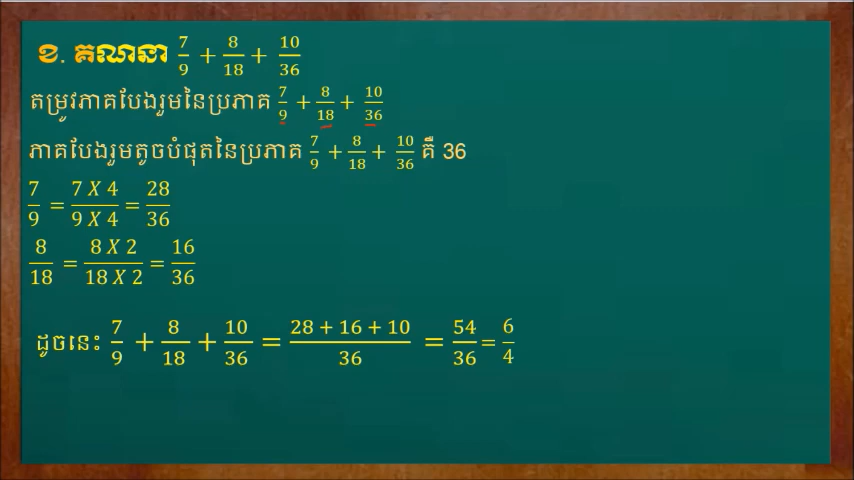 ខ. គណនា 7/9 + 8/18 + 10/36
តម្រូវភាគបែងរួមនៃប្រភាគ 7/9 + 8/18 + 10/36
ភាគបែងរួមតូចបំផុតនៃប្រភាគ 7/9 + 8/18 + 10/36 គឺ 36
7/9 = (7 X 4)/(9 X 4) = 28/36
8/18 = (8 X 2)/(18 X 2) = 16/36
ដូចនេះ 7/9 + 8/18 + 10/36 = (28 + 16 + 10)/36 = 54/36 = 6/4